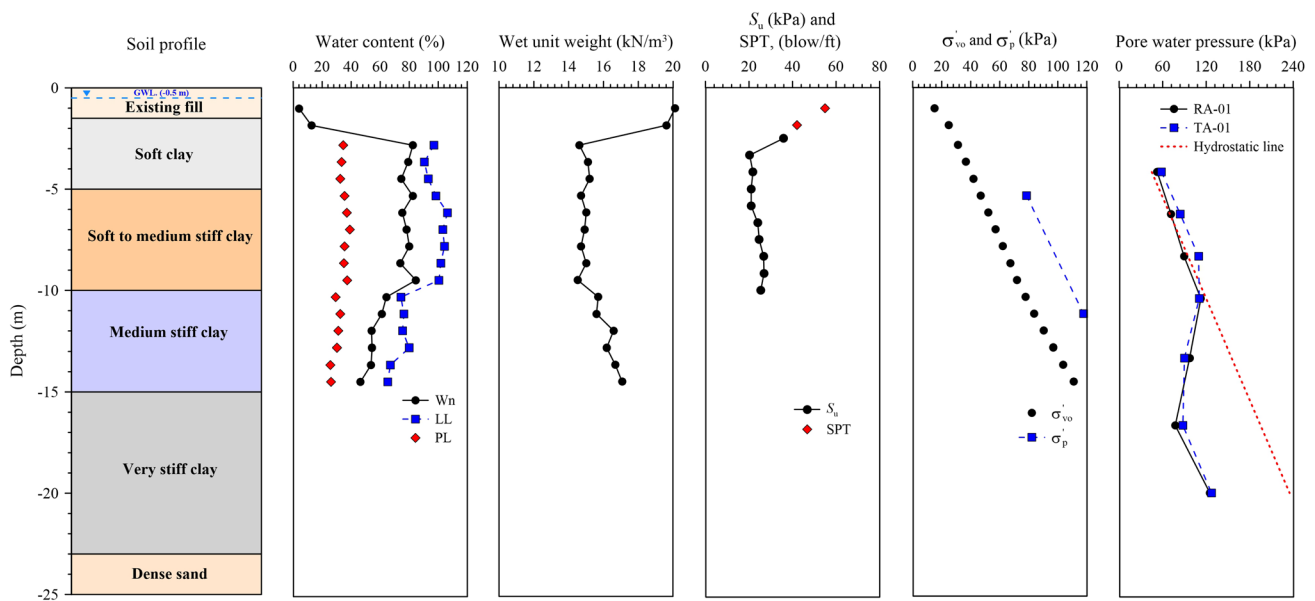 Soil profile
Water content (%)
Wet unit weight (kN/m³)
Sᵤ (kPa) and
SPT, (blow/ft)
σ'vo and σ'p (kPa)
Pore water pressure (kPa)
0 20 40 60 80 100 120
10 12 14 16 18 20
0 20 40 60 80
0 20 40 60 80 100 120
0 60 120 180 240
Depth (m)
0
-5
-10
-15
-20
-25
GWL. (-0.5 m)
Existing fill
Soft clay
Soft to medium stiff clay
Medium stiff clay
Very stiff clay
Dense sand
Wn
LL
PL
Sᵤ
SPT
σ'vo
σ'p
RA-01
TA-01
Hydrostatic line